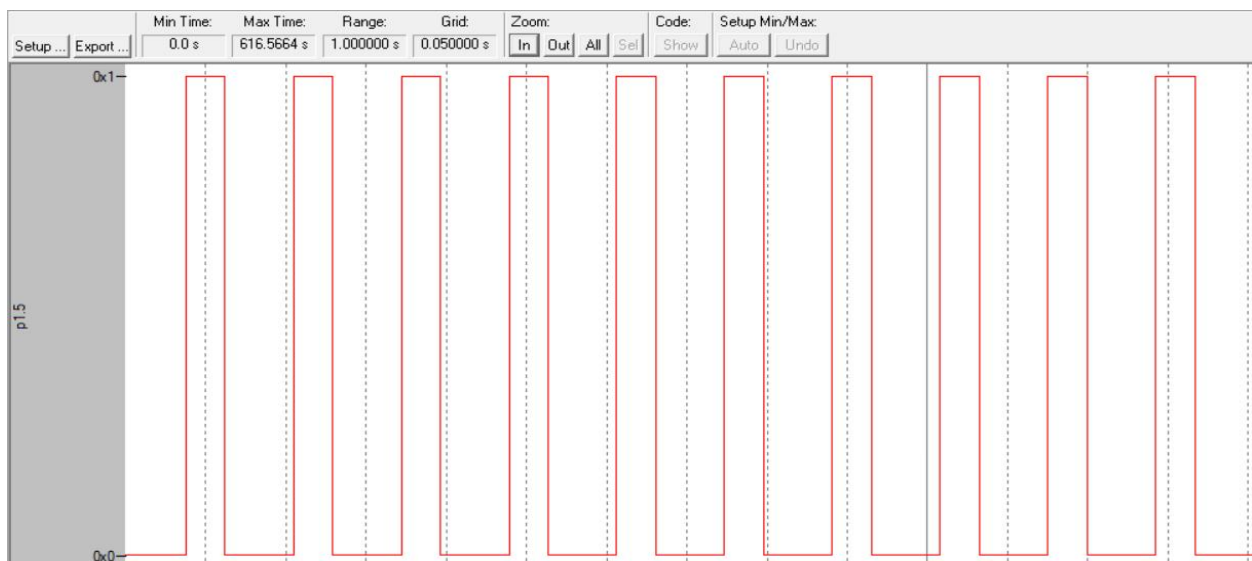 Min Time: Max Time: Range: Grid: Zoom: Code: Setup Min/Max:
Setup ... Export ... 0.0 s 616.5664 s 1.000000 s 0.050000 s In Out All Sel Show Auto Undo
0x1
p1.5
0x0